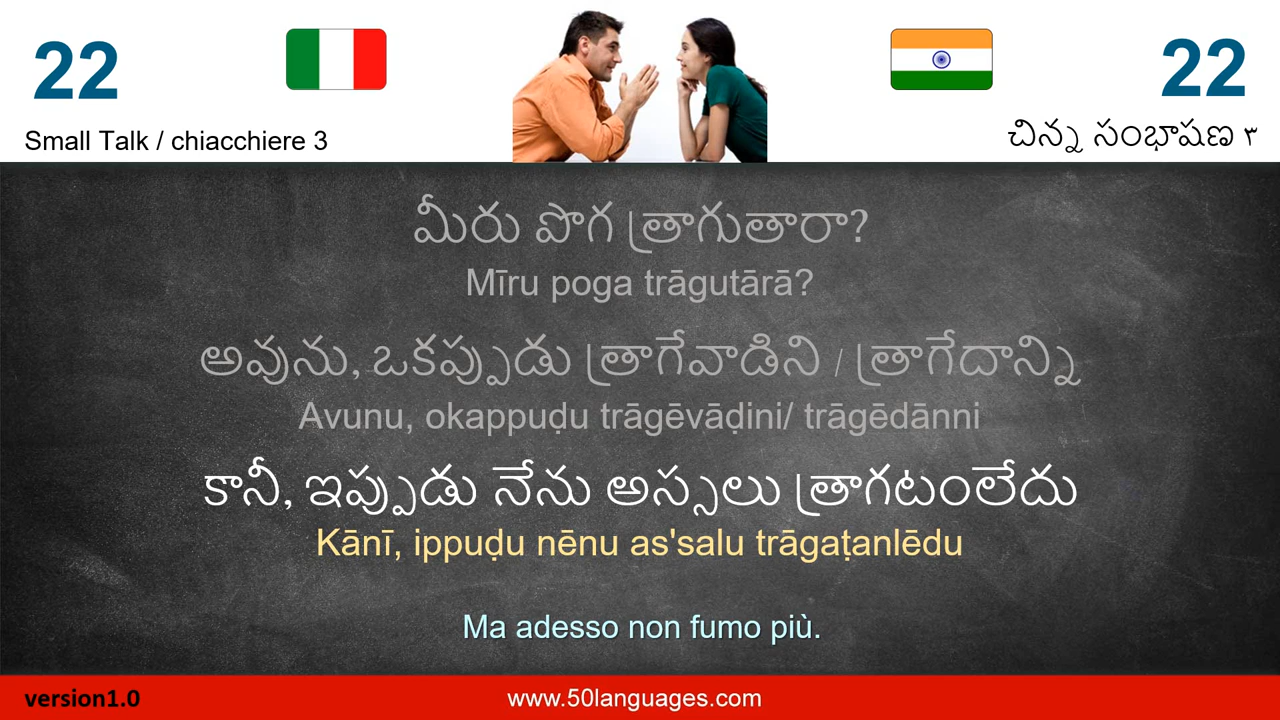 22
22
Small Talk / chiacchiere 3
చిన్న సంభాషణ ౩
మీరు పొగ త్రాగుతారా?
Mīru poga trāgutārā?
అవును, ఒకప్పుడు త్రాగేవాడిని / త్రాగేదాన్ని
Avunu, okappuḍu trāgēvāḍini/ trāgēdānni
కానీ, ఇప్పుడు నేను అస్సలు త్రాగటంలేదు
Kānī, ippuḍu nēnu as'salu trāgaṭanlēdu
Ma adesso non fumo più.
version1.0
www.50languages.com